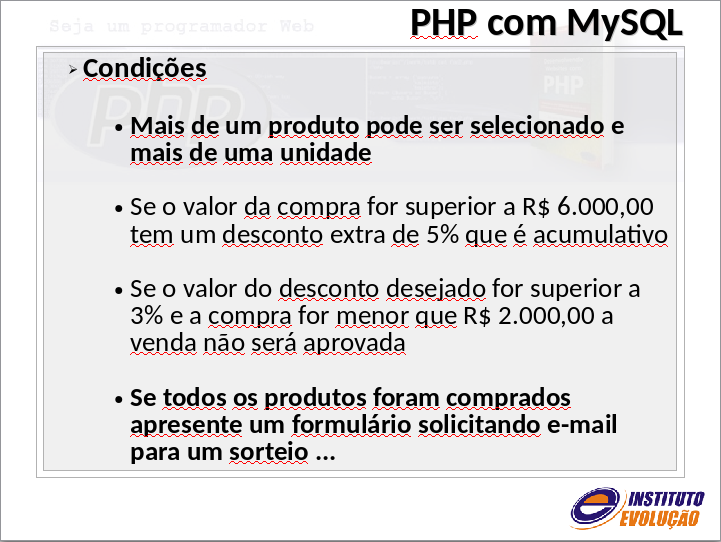 Seja um programador Web
PHP com MySQL
PHP
PHP
➢ Condições
• Mais de um produto pode ser selecionado e
mais de uma unidade
• Se o valor da compra for superior a R$ 6.000,00
tem um desconto extra de 5% que é acumulativo
• Se o valor do desconto desejado for superior a
3% e a compra for menor que R$ 2.000,00 a
venda não será aprovada
• Se todos os produtos foram comprados
apresente um formulário solicitando e-mail
para um sorteio ...
INSTITUTO
EVOLUÇÃO